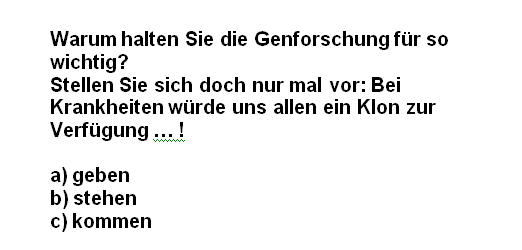 Warum halten Sie die Genforschung für so
wichtig?
Stellen Sie sich doch nur mal vor: Bei
Krankheiten würde uns allen ein Klon zur
Verfügung ... !
a) geben
b) stehen
c) kommen